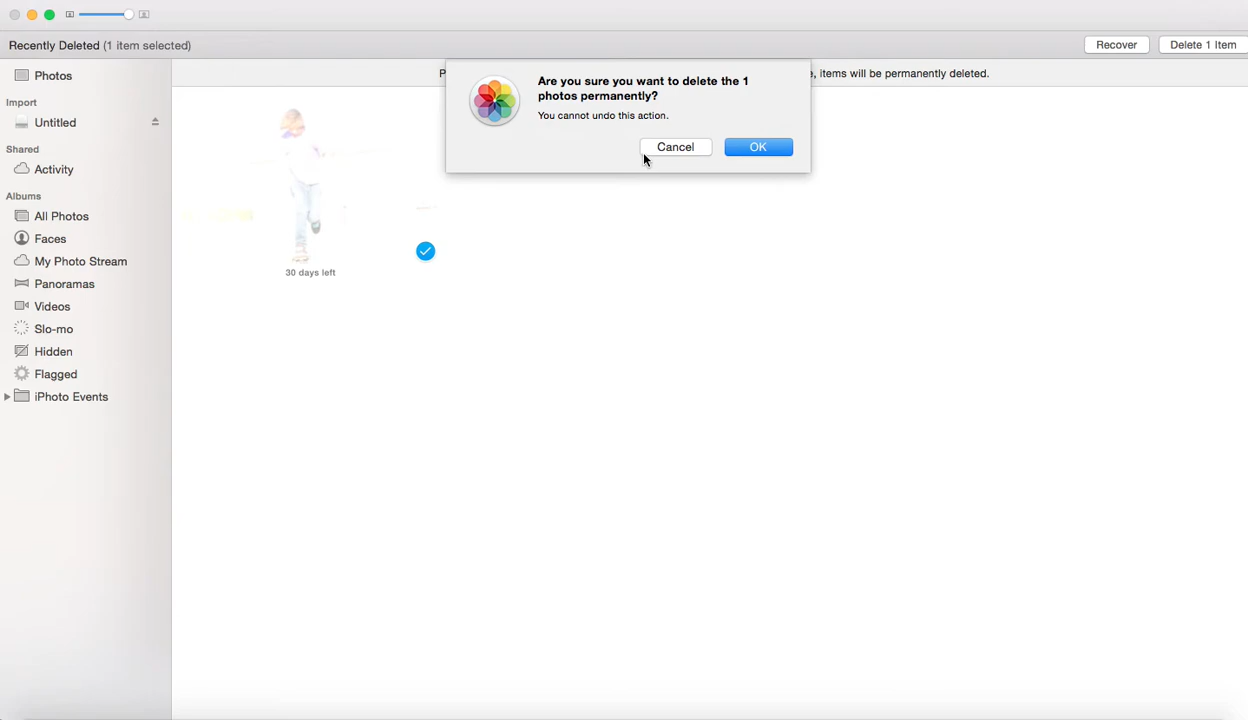 Recently Deleted (1 item selected)
Recover
Delete 1 Item
Photos
Import
Untitled
Shared
Activity
Albums
All Photos
Faces
My Photo Stream
Panoramas
Videos
Slo-mo
Hidden
Flagged
iPhoto Events
, items will be permanently deleted.
Are you sure you want to delete the 1
photos permanently?
You cannot undo this action.
Cancel
OK
30 days left